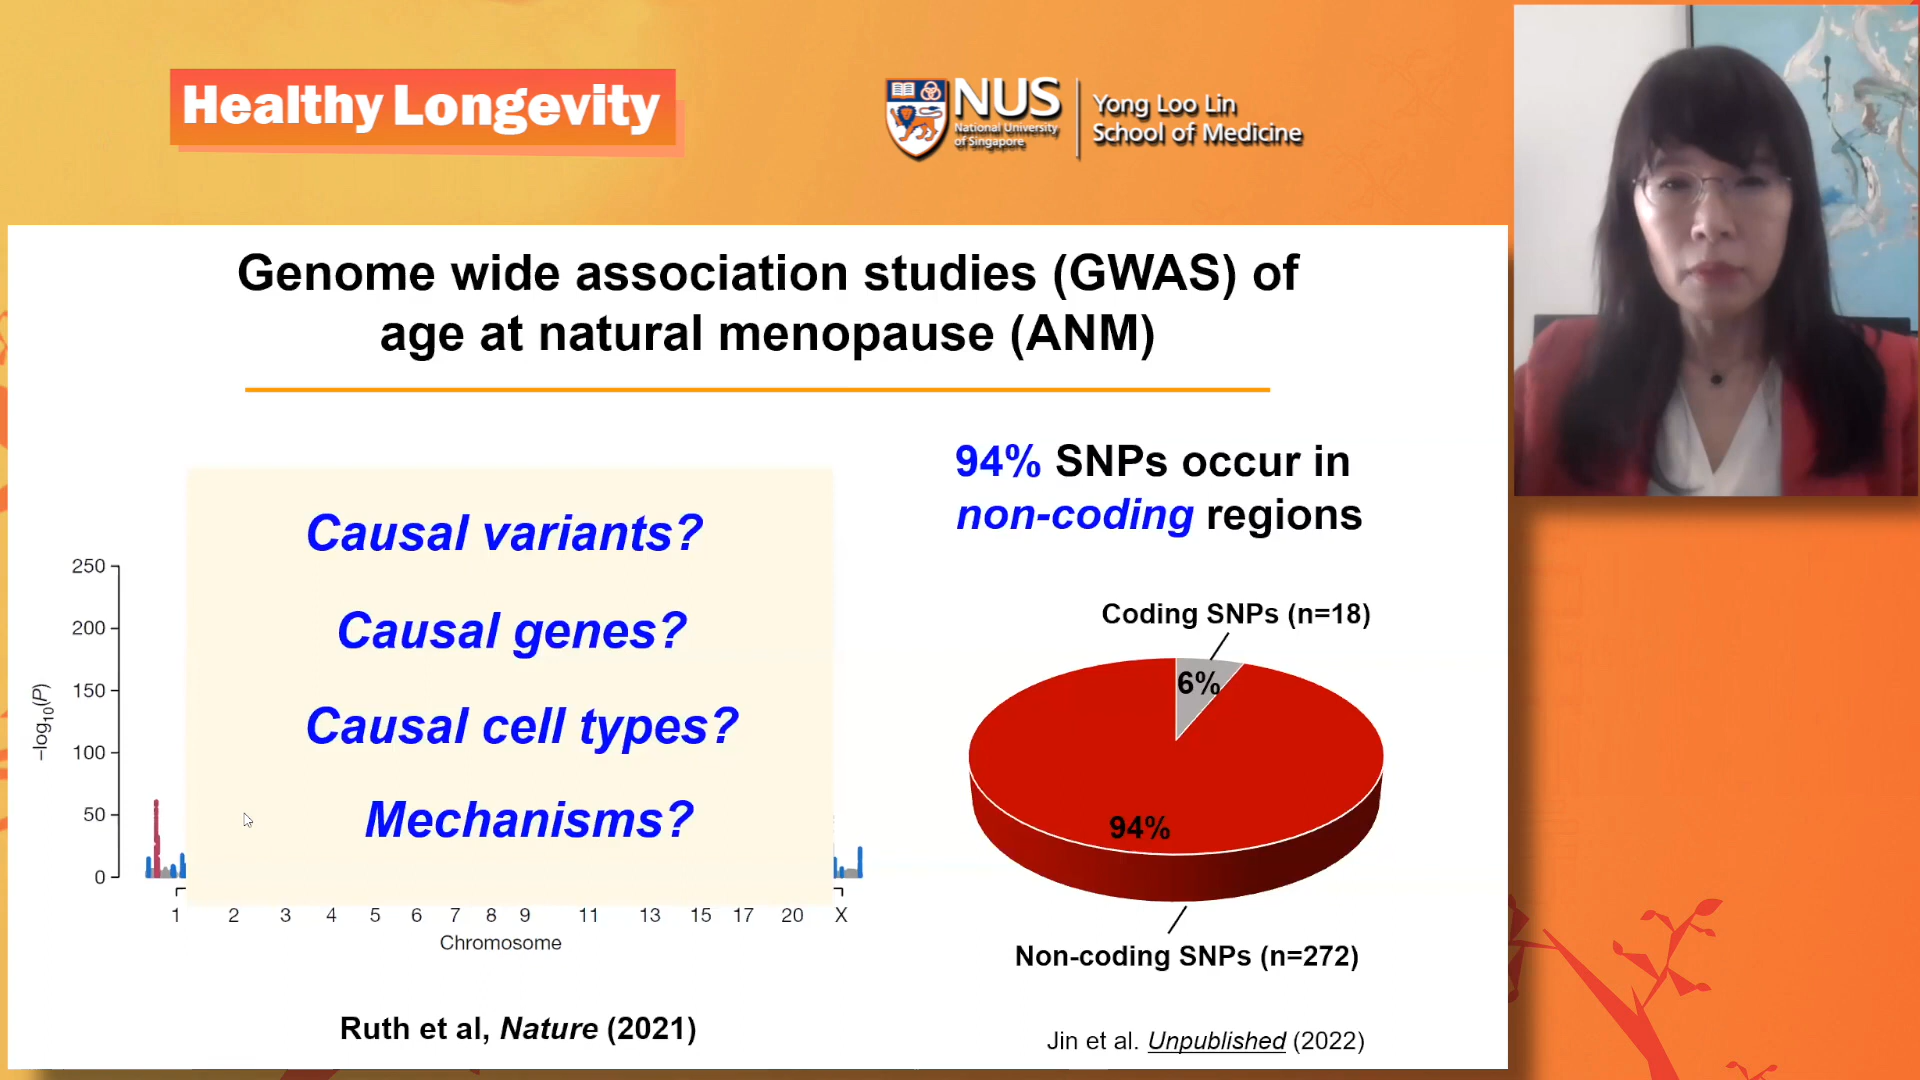 Healthy Longevity
NUS
National University
of Singapore
Yong Loo Lin
School of Medicine
Genome wide association studies (GWAS) of
age at natural menopause (ANM)
Causal variants?
Causal genes?
Causal cell types?
Mechanisms?
250
200
150
100
50
0
–log10(P)
1 2 3 4 5 6 7 8 9 11 13 15 17 20 X
Chromosome
Ruth et al, Nature (2021)
94% SNPs occur in
non-coding regions
Coding SNPs (n=18)
6%
94%
Non-coding SNPs (n=272)
Jin et al. Unpublished (2022)